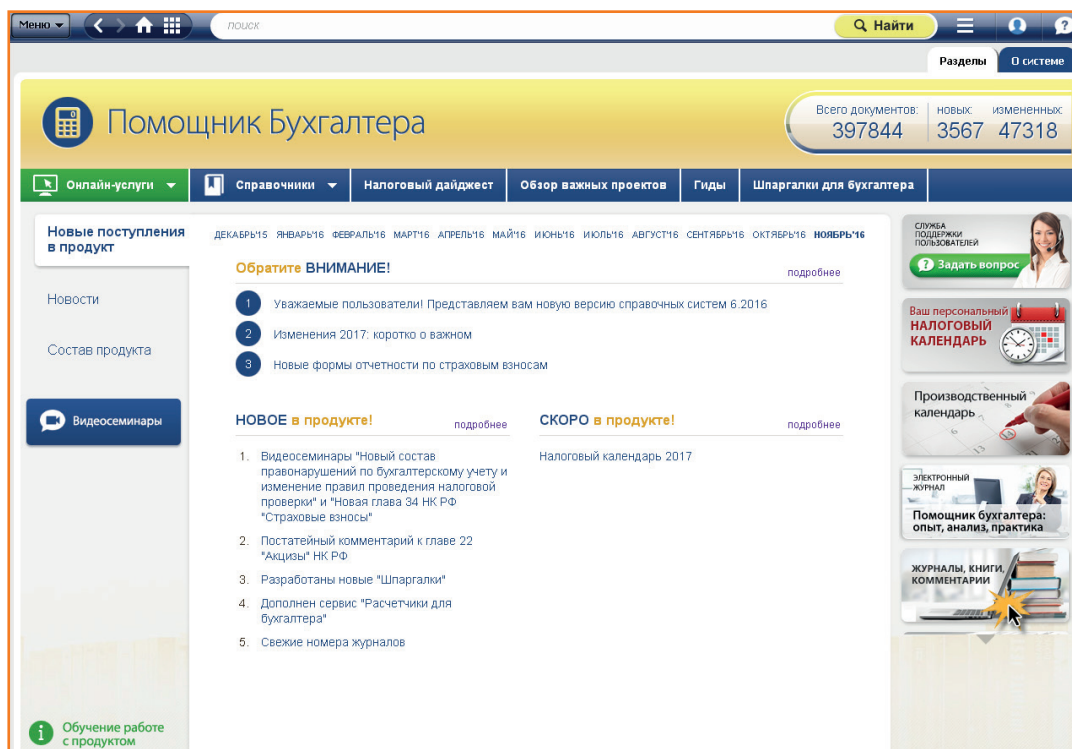 Меню
поиск
Найти
?
Разделы
О системе
Помощник Бухгалтера
Всего документов:
397844
новых:
3567
измененных:
47318
Онлайн-услуги
Справочники
Налоговый дайджест
Обзор важных проектов
Гиды
Шпаргалки для бухгалтера
Новые поступления
в продукт
Новости
Состав продукта
Видеосеминары
i
Обучение работе
с продуктом
ДЕКАБРЬ'15 ЯНВАРЬ'16 ФЕВРАЛЬ'16 МАРТ'16 АПРЕЛЬ'16 МАЙ'16 ИЮНЬ'16 ИЮЛЬ'16 АВГУСТ'16 СЕНТЯБРЬ'16 ОКТЯБРЬ'16 НОЯБРЬ'16
Обратите ВНИМАНИЕ!
подробнее
1 Уважаемые пользователи! Представляем вам новую версию справочных систем 6.2016
2 Изменения 2017: коротко о важном
3 Новые формы отчетности по страховым взносам
НОВОЕ в продукте!
подробнее
1. Видеосеминары "Новый состав
правонарушений по бухгалтерскому учету и
изменение правил проведения налоговой
проверки" и "Новая глава 34 НК РФ
"Страховые взносы"
2. Постатейный комментарий к главе 22
"Акцизы" НК РФ
3. Разработаны новые "Шпаргалки"
4. Дополнен сервис "Расчетчики для
бухгалтера"
5. Свежие номера журналов
СКОРО в продукте!
подробнее
Налоговый календарь 2017
СЛУЖБА
ПОДДЕРЖКИ
ПОЛЬЗОВАТЕЛЕЙ
? Задать вопрос
Ваш персональный
НАЛОГОВЫЙ
КАЛЕНДАРЬ
Производственный
календарь
ЭЛЕКТРОННЫЙ
ЖУРНАЛ
Помощник бухгалтера:
опыт, анализ, практика
ЖУРНАЛЫ, КНИГИ,
КОММЕНТАРИИ